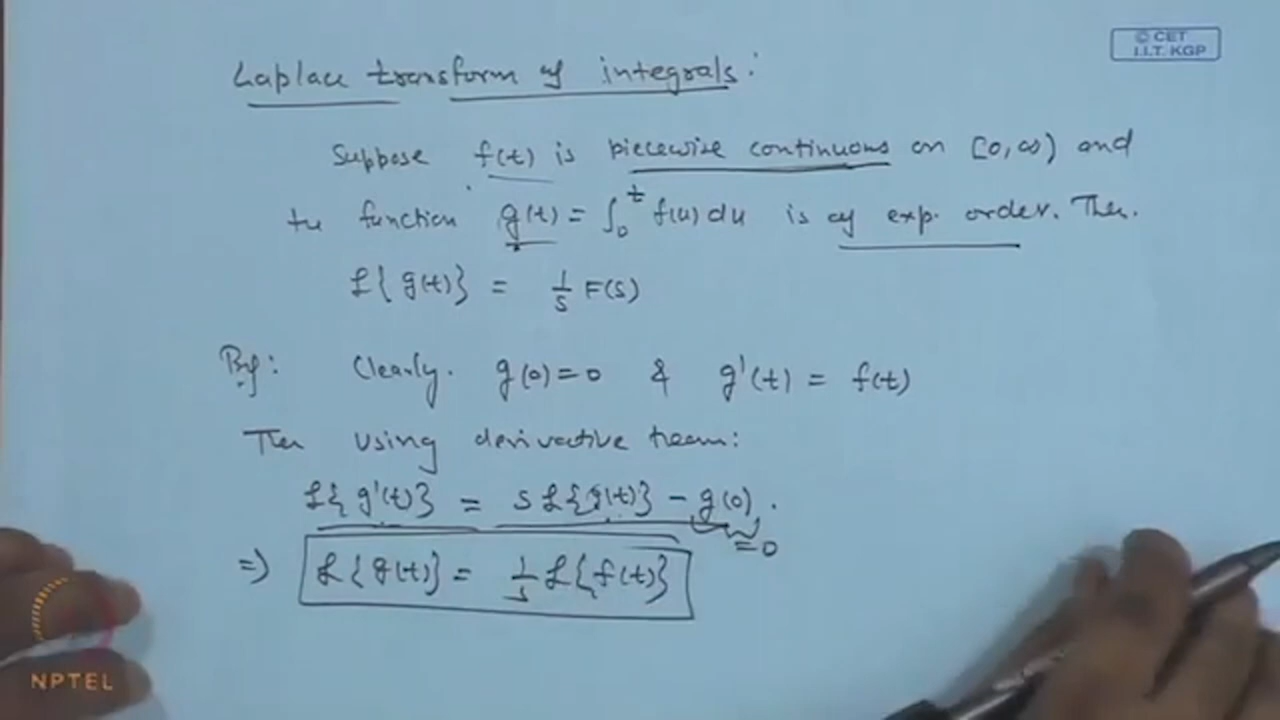 © CET
I.I.T. KGP
Laplace transform of integrals:
Suppose f(t) is piecewise continuous on [0,∞) and
the function g(t) = ∫₀ᵗ f(u) du is of exp. order. Then.
ℒ{g(t)} = 1/s F(s)
Prf: Clearly. g(0)=0 & g'(t) = f(t)
Then using derivative theorem:
ℒ{g'(t)} = s ℒ{g(t)} - g(0).
=0
⇒ ℒ{g(t)} = 1/s ℒ{f(t)}
NPTEL